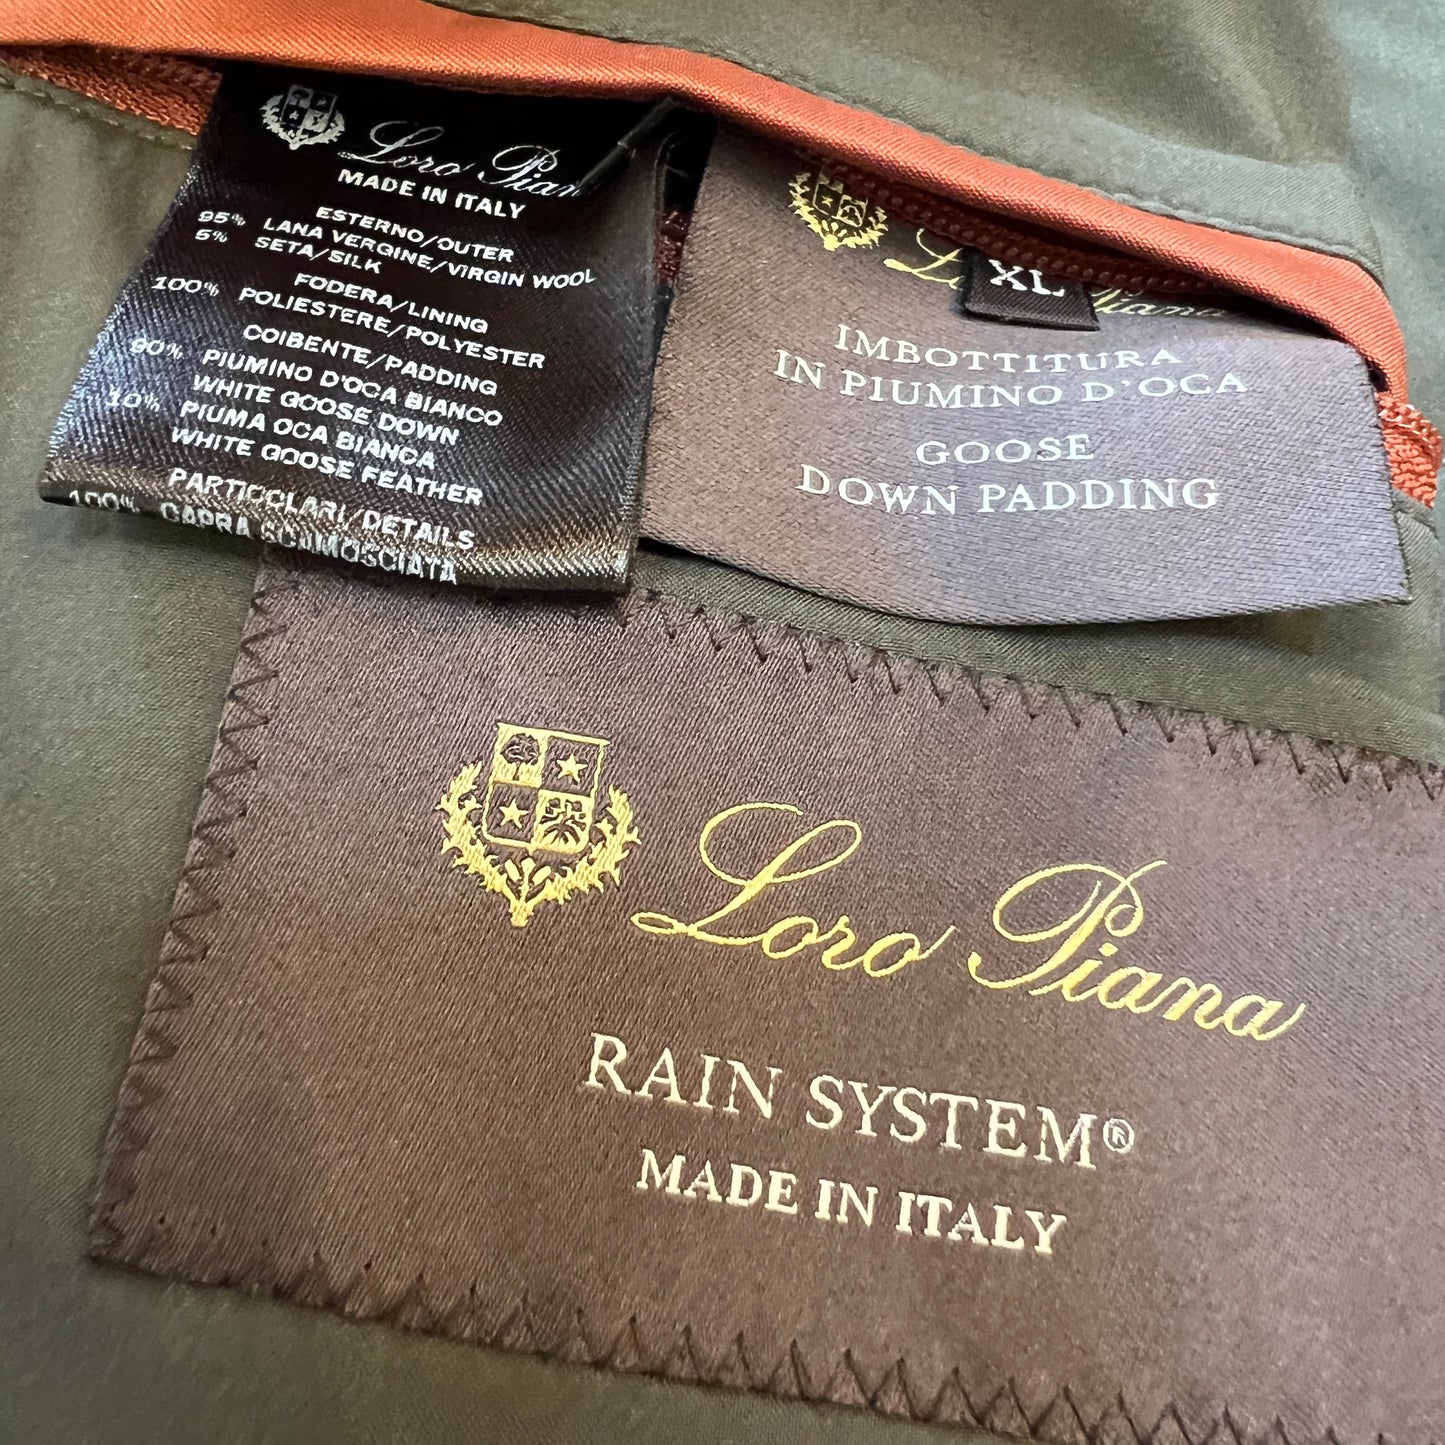 Loro Piana
MADE IN ITALY
ESTERNO/OUTER
95% LANA VERGINE/VIRGIN WOOL
5% SETA/SILK
FODERA/LINING
100% POLIESTERE/POLYESTER
COIBENTE/PADDING
90% PIUMINO D'OCA BIANCO
WHITE GOOSE DOWN
10% PIUMA OCA BIANCA
WHITE GOOSE FEATHER
PARTICOLARI/DETAILS
100% CAPRA SCAMOSCIATA
Loro Piana
XL
IMBOTTITURA
IN PIUMINO D'OCA
GOOSE
DOWN PADDING
Loro Piana
RAIN SYSTEM®
MADE IN ITALY